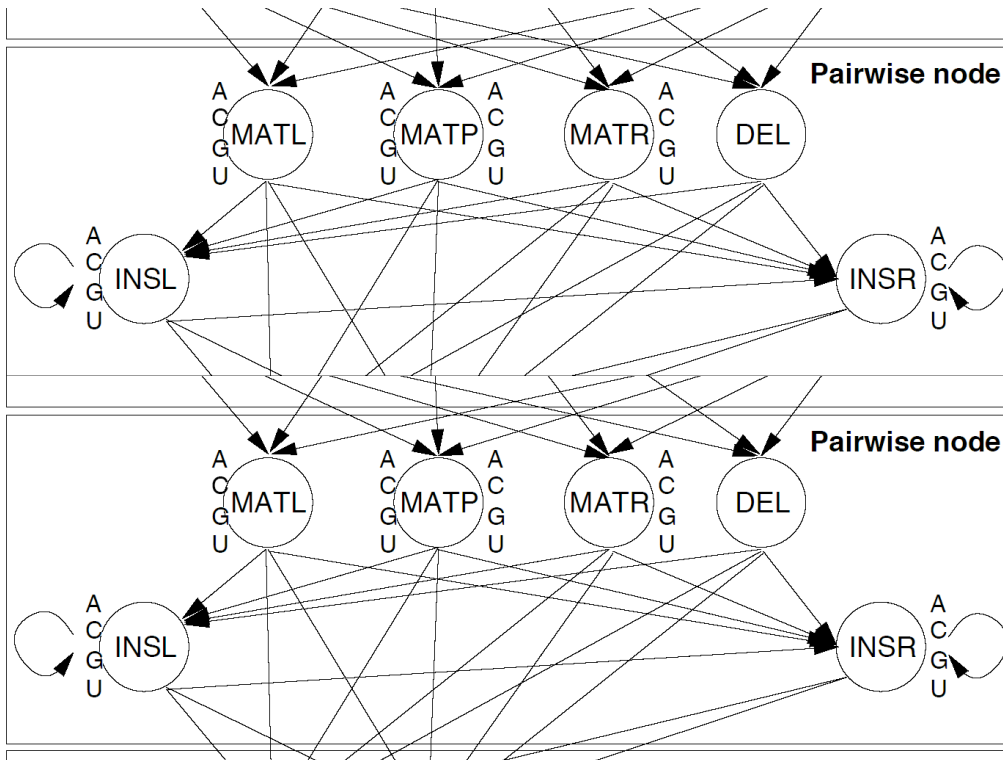 Pairwise node
A A A A
C C C C
MATL MATP MATR DEL
G G G G
U U U U
A A
C C
INSL INSR
G G
U U
Pairwise node
A A A A
C C C C
MATL MATP MATR DEL
G G G G
U U U U
A A
C C
INSL INSR
G G
U U